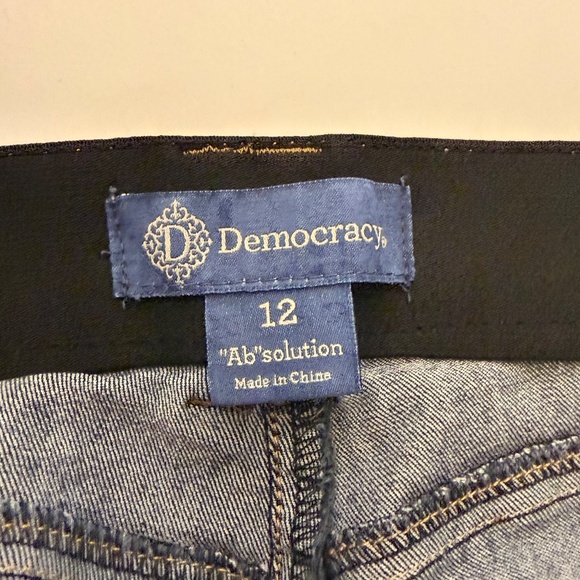 D Democracy®
12
"Ab"solution
Made in China